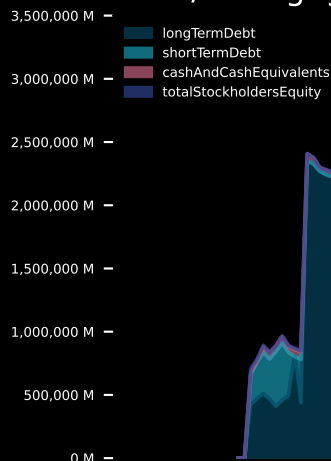 3,500,000 M
longTermDebt
shortTermDebt
3,000,000 M
cashAndCashEquivalents
totalStockholdersEquity
2,500,000 M
2,000,000 M
1,500,000 M
1,000,000 M
500,000 M
0 M